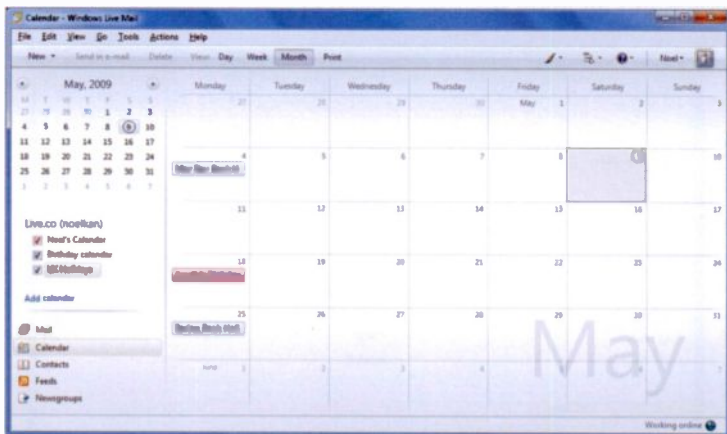 Calendar - Windows Live Mail
File Edit View Go Tools Actions Help
New Send in e-mail Delete View Day Week Month Print Noel
May, 2009
M T W T F S S
27 28 29 30 1 2 3
4 5 6 7 8 9 10
11 12 13 14 15 16 17
18 19 20 21 22 23 24
25 26 27 28 29 30 31
1 2 3 4 5 6 7
Live.co (noelkan)
Noel's Calendar
Birthday calendar
UK Holidays
Add calendar
Mail
Calendar
Contacts
Feeds
Newsgroups
Monday Tuesday Wednesday Thursday Friday Saturday Sunday
27 28 29 30 May 1 2 3
4 5 6 7 8 10
11 12 13 14 15 16 17
18 19 20 21 22 23 24
25 26 27 28 29 30 31
June 1 2 3 4 5 6 7
May
Working online